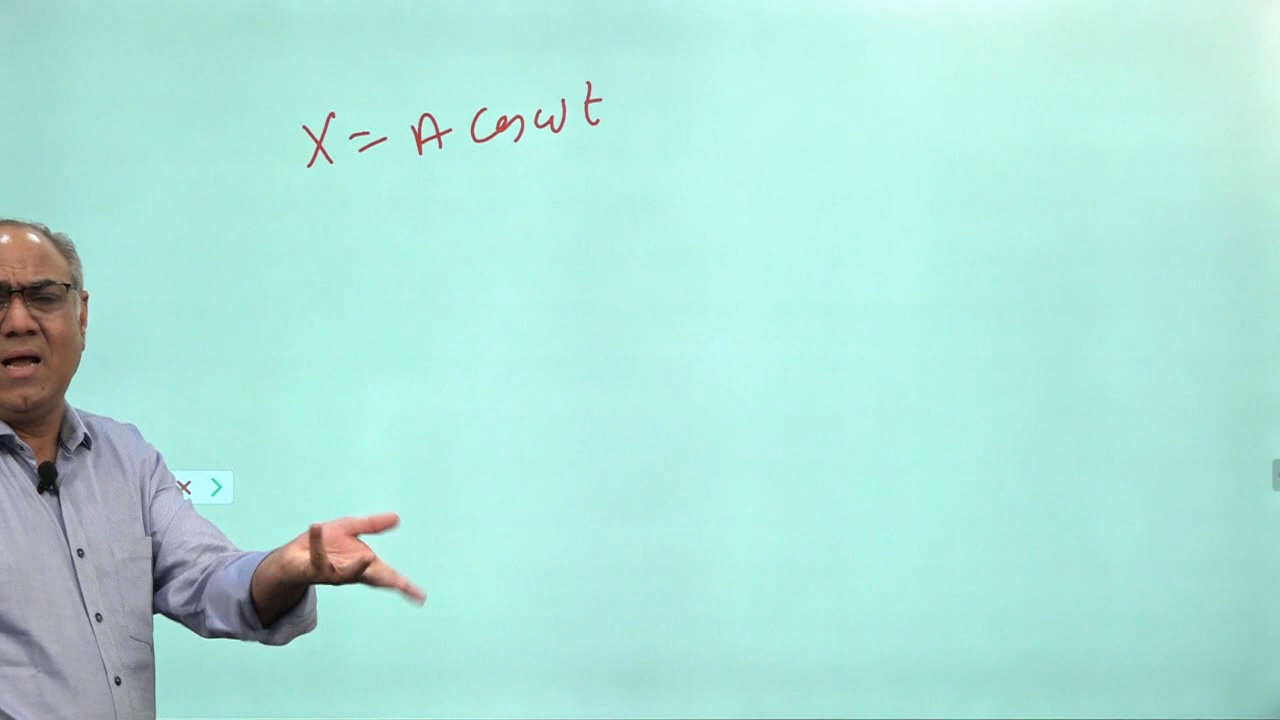 X = A cos ωt